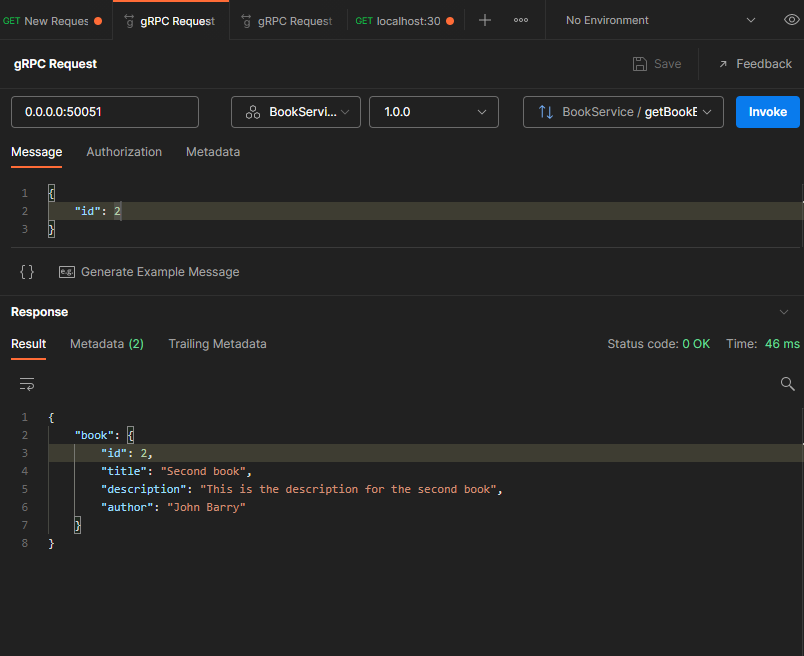 GET New Reques gRPC Request gRPC Request GET localhost:30 No Environment
gRPC Request Save Feedback
0.0.0.0:50051 BookServi... 1.0.0 BookService / getBookB Invoke
Message Authorization Metadata
1 {
2 "id": 2
3 }
{} e.g. Generate Example Message
Response
Result Metadata (2) Trailing Metadata Status code: 0 OK Time: 46 ms
1 {
2 "book": {
3 "id": 2,
4 "title": "Second book",
5 "description": "This is the description for the second book",
6 "author": "John Barry"
7 }
8 }